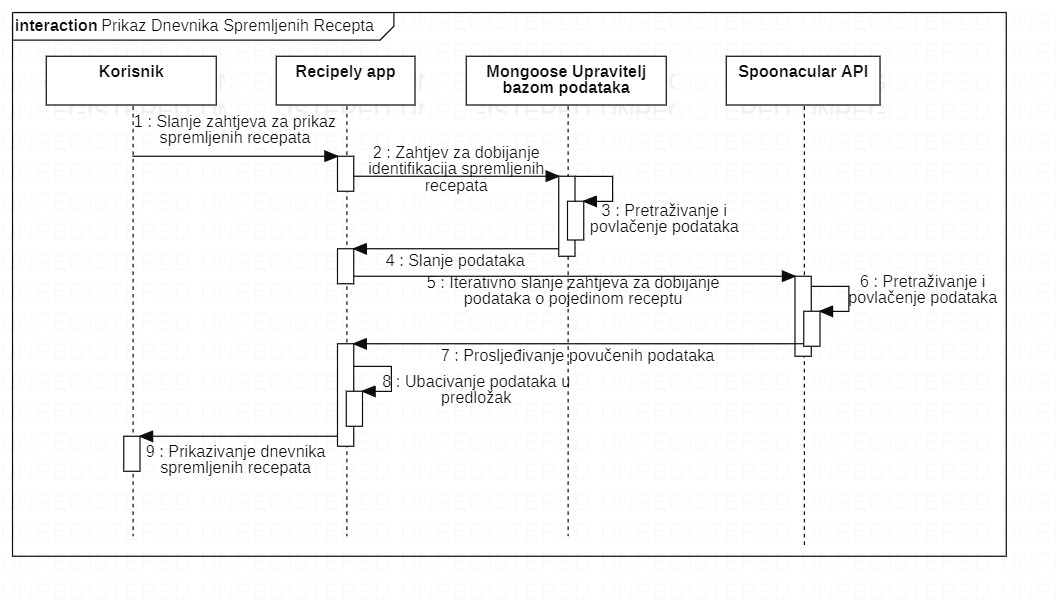 interaction Prikaz Dnevnika Spremljenih Recepta
Korisnik
Recipely app
Mongoose Upravitelj
bazom podataka
Spoonacular API
1 : Slanje zahtjeva za prikaz
spremljenih recepata
2 : Zahtjev za dobijanje
identifikacija spremljenih
recepata
3 : Pretraživanje i
povlačenje podataka
4 : Slanje podataka
5 : Iterativno slanje zahtjeva za dobijanje
podataka o pojedinom receptu
6 : Pretraživanje i
povlačenje podataka
7 : Prosljeđivanje povučenih podataka
8 : Ubacivanje podataka u
predložak
9 : Prikazivanje dnevnika
spremljenih recepata
UNREGISTERED